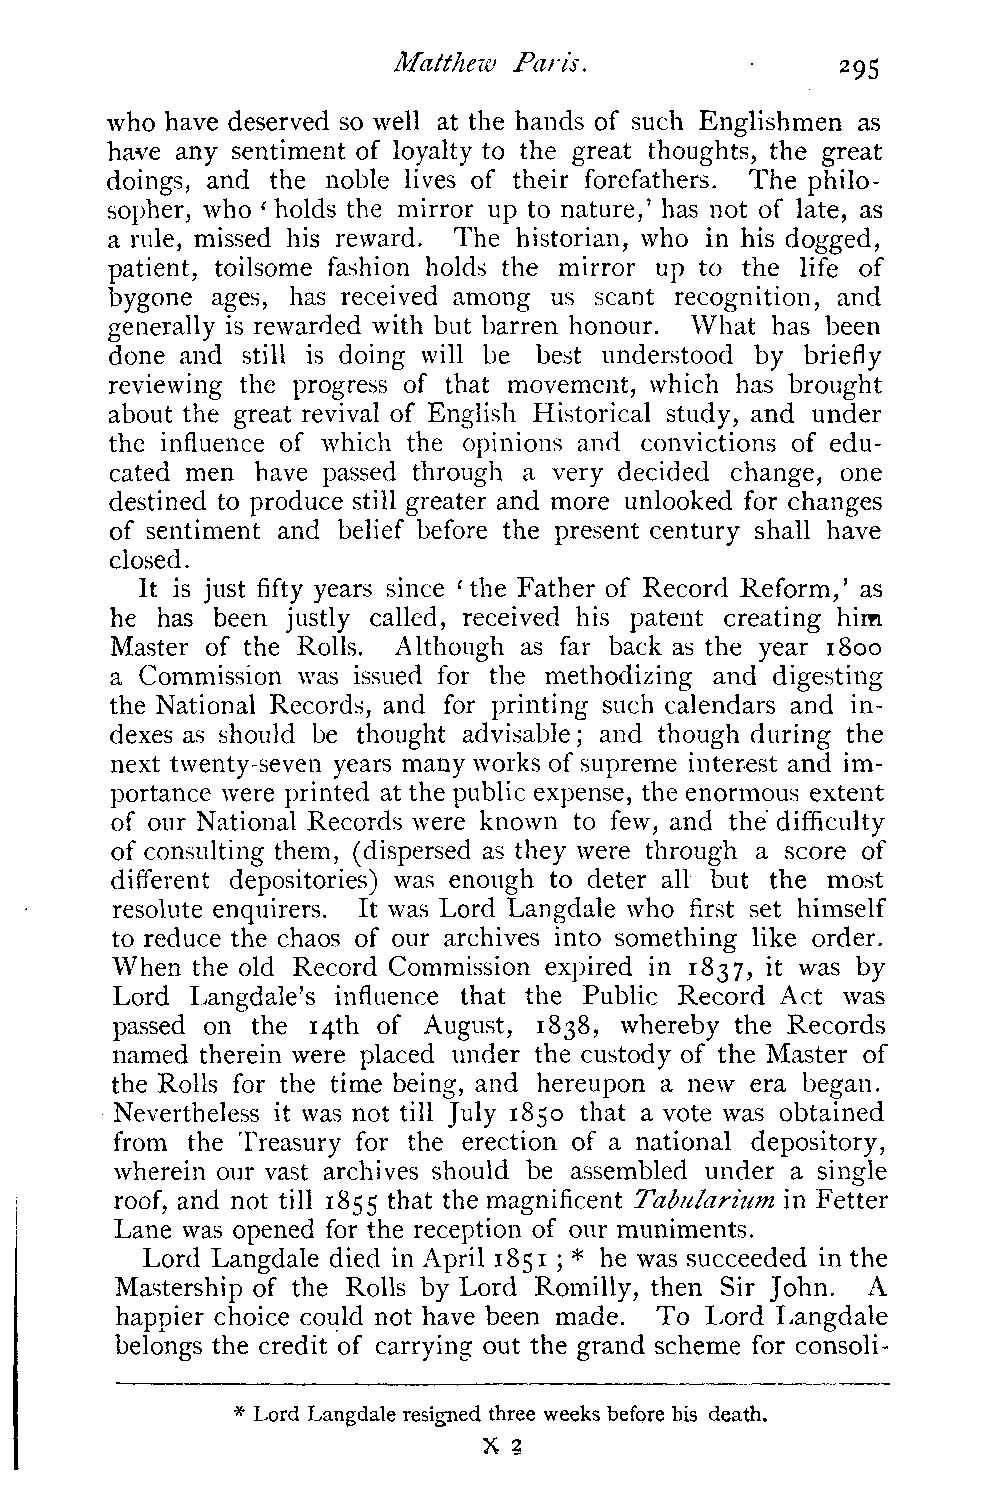 Matthew Paris. 295
who have deserved so well at the hands of such Englishmen as
have any sentiment of loyalty to the great thoughts, the great
doings, and the noble lives of their forefathers. The philo-
sopher, who ‘ holds the mirror up to nature,’ has not of late, as
a rule, missed his reward. The historian, who in his dogged,
patient, toilsome fashion holds the mirror up to the life of
bygone ages, has received among us scant recognition, and
generally is rewarded with but barren honour. What has been
done and still is doing will be best understood by briefly
reviewing the progress of that movement, which has brought
about the great revival of English Historical study, and under
the influence of which the opinions and convictions of edu-
cated men have passed through a very decided change, one
destined to produce still greater and more unlooked for changes
of sentiment and belief before the present century shall have
closed.
It is just fifty years since ‘ the Father of Record Reform,’ as
he has been justly called, received his patent creating him
Master of the Rolls. Although as far back as the year 1800
a Commission was issued for the methodizing and digesting
the National Records, and for printing such calendars and in-
dexes as should be thought advisable; and though during the
next twenty-seven years many works of supreme interest and im-
portance were printed at the public expense, the enormous extent
of our National Records were known to few, and the difficulty
of consulting them, (dispersed as they were through a score of
different depositories) was enough to deter all but the most
resolute enquirers. It was Lord Langdale who first set himself
to reduce the chaos of our archives into something like order.
When the old Record Commission expired in 1837, it was by
Lord Langdale's influence that the Public Record Act was
passed on the 14th of August, 1838, whereby the Records
named therein were placed under the custody of the Master of
the Rolls for the time being, and hereupon a new era began.
Nevertheless it was not till July 1850 that a vote was obtained
from the Treasury for the erection of a national depository,
wherein our vast archives should be assembled under a single
roof, and not till 1855 that the magnificent Tabularium in Fetter
Lane was opened for the reception of our muniments.
Lord Langdale died in April 1851 ; * he was succeeded in the
Mastership of the Rolls by Lord Romilly, then Sir John. A
happier choice could not have been made. To Lord Langdale
belongs the credit of carrying out the grand scheme for consoli-
* Lord Langdale resigned three weeks before his death.
X 2